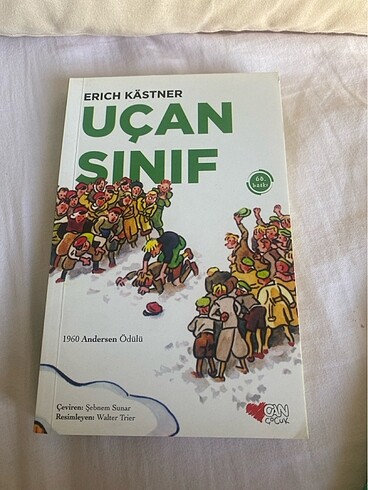 ERICH KÄSTNER
UÇAN
SINIF
66.
baskı
1960 Andersen Ödülü
Çeviren: Şebnem Sunar
Resimleyen: Walter Trier
CAN
ÇOCUK